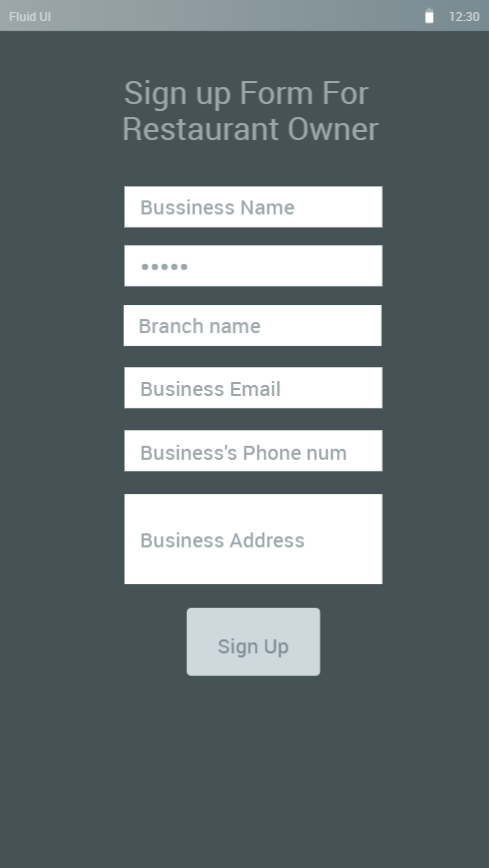 Fluid UI 12:30
Sign up Form For
Restaurant Owner
Bussiness Name
•••••
Branch name
Business Email
Business's Phone num
Business Address
Sign Up